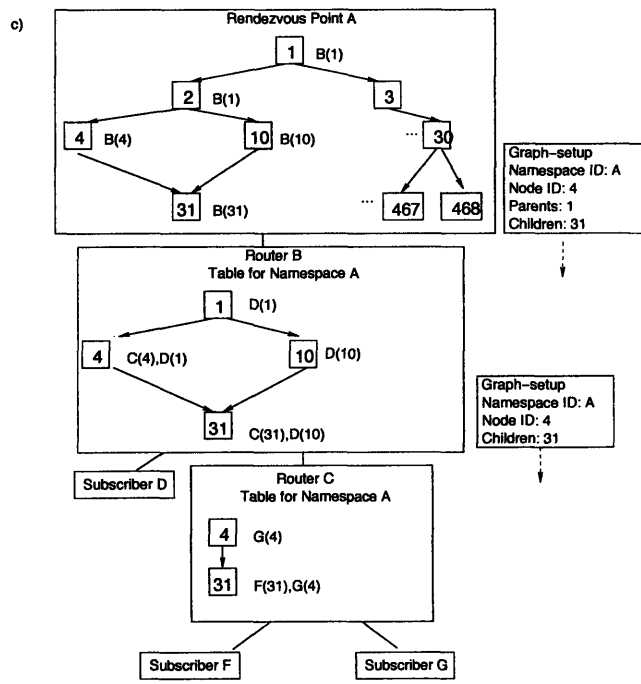 c)
Rendezvous Point A
1 B(1)
2 B(1) 3
4 B(4) 10 B(10) ... 30
31 B(31) ... 467 468
Graph-setup
Namespace ID: A
Node ID: 4
Parents: 1
Children: 31
Router B
Table for Namespace A
1 D(1)
4 C(4),D(1) 10 D(10)
31 C(31),D(10)
Graph-setup
Namespace ID: A
Node ID: 4
Children: 31
Subscriber D
Router C
Table for Namespace A
4 G(4)
31 F(31),G(4)
Subscriber F Subscriber G